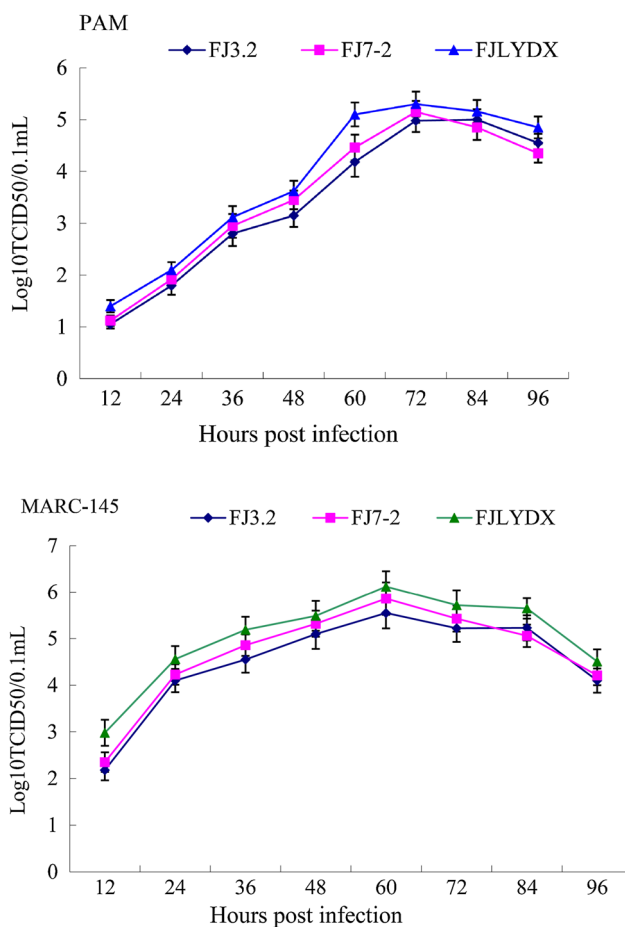 PAM
FJ3.2 FJ7-2 FJLYDX
Log10TCID50/0.1mL
6
5
4
3
2
1
0
12 24 36 48 60 72 84 96
Hours post infection
MARC-145
FJ3.2 FJ7-2 FJLYDX
Log10TCID50/0.1mL
7
6
5
4
3
2
1
0
12 24 36 48 60 72 84 96
Hours post infection